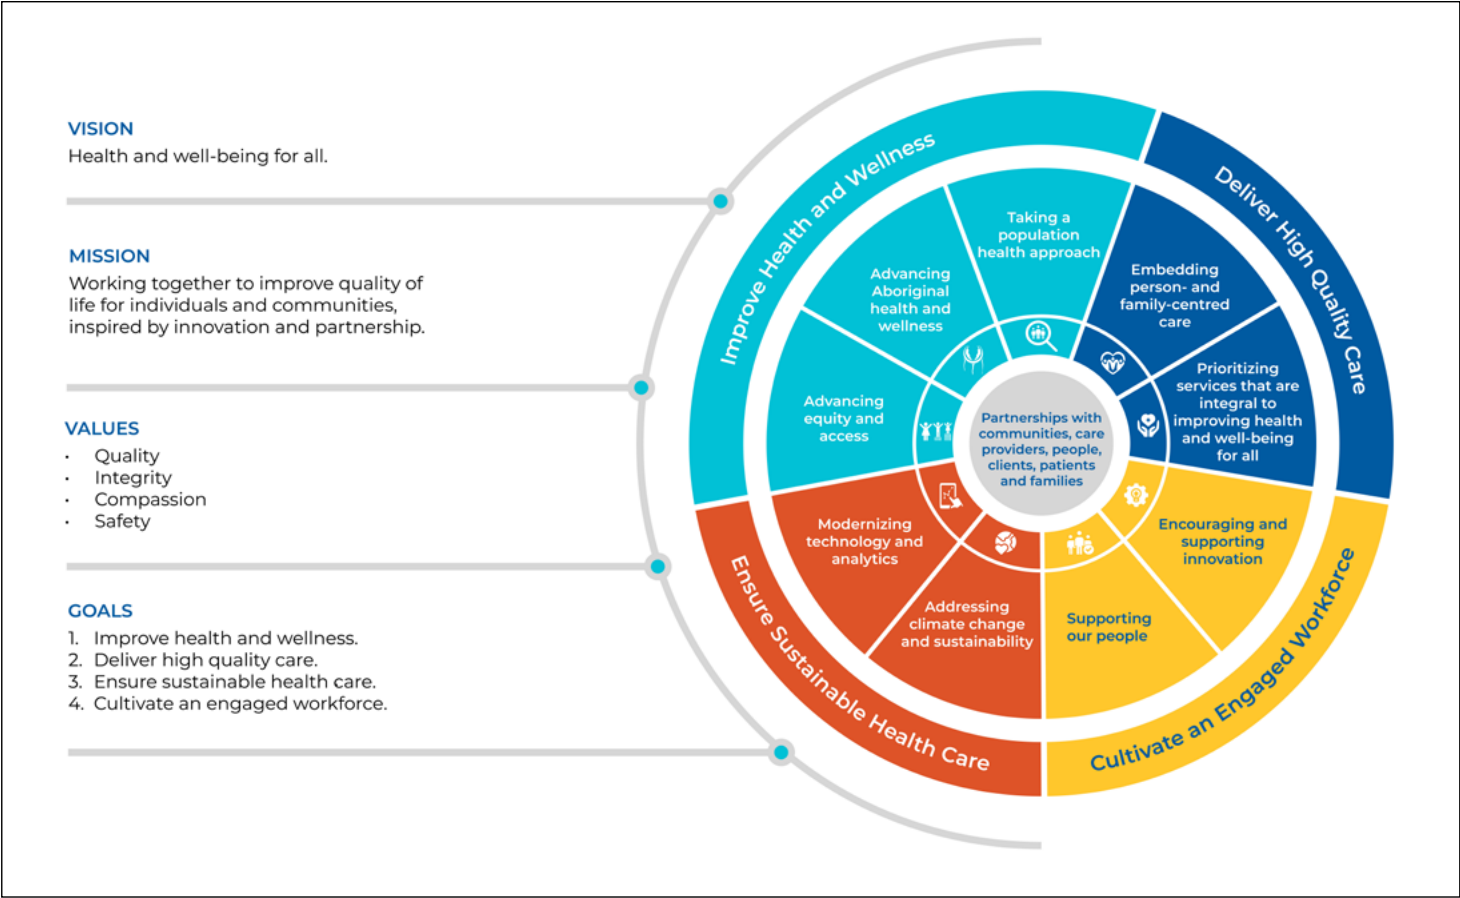 VISION
Health and well-being for all.
MISSION
Working together to improve quality of
life for individuals and communities,
inspired by innovation and partnership.
VALUES
· Quality
· Integrity
· Compassion
· Safety
GOALS
1. Improve health and wellness.
2. Deliver high quality care.
3. Ensure sustainable health care.
4. Cultivate an engaged workforce.
Improve Health and Wellness
Deliver High Quality Care
Cultivate an Engaged Workforce
Ensure Sustainable Health Care
Taking a
population
health approach
Embedding
person- and
family-centred
care
Prioritizing
services that are
integral to
improving health
and well-being
for all
Encouraging and
supporting
innovation
Supporting
our people
Addressing
climate change
and sustainability
Modernizing
technology and
analytics
Advancing
equity and
access
Advancing
Aboriginal
health and
wellness
Partnerships with
communities, care
providers, people,
clients, patients
and families